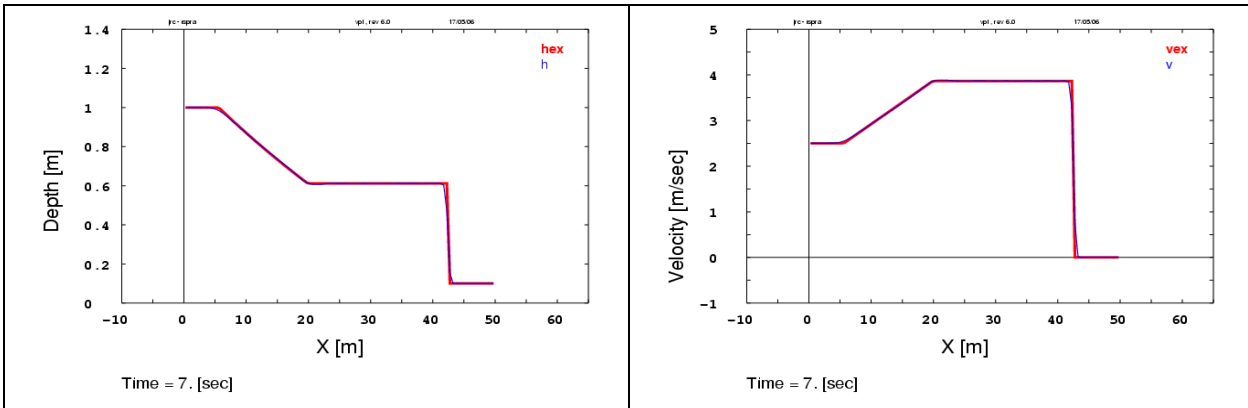 jrc-ispra vpl, rev 6.0 17/05/06
1.4
1.2
1
0.8
0.6
0.4
0.2
0
Depth [m]
hex
h
-10 0 10 20 30 40 50 60
X [m]
Time = 7. [sec]
jrc-ispra vpl, rev 6.0 17/05/06
5
4
3
2
1
0
-1
Velocity [m/sec]
vex
v
-10 0 10 20 30 40 50 60
X [m]
Time = 7. [sec]